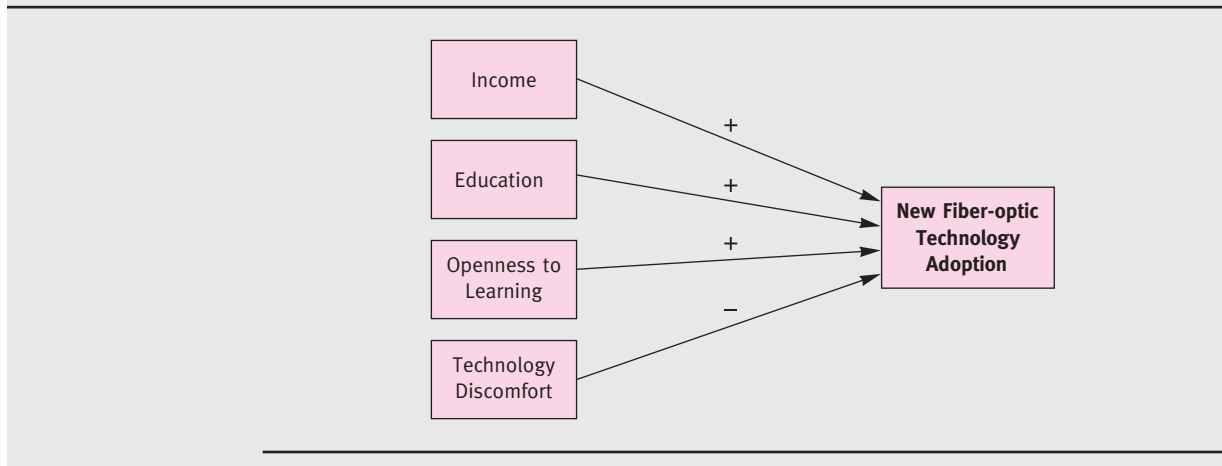 Income
+
Education
+
New Fiber-optic
Technology
Adoption
Openness to
Learning
+
–
Technology
Discomfort